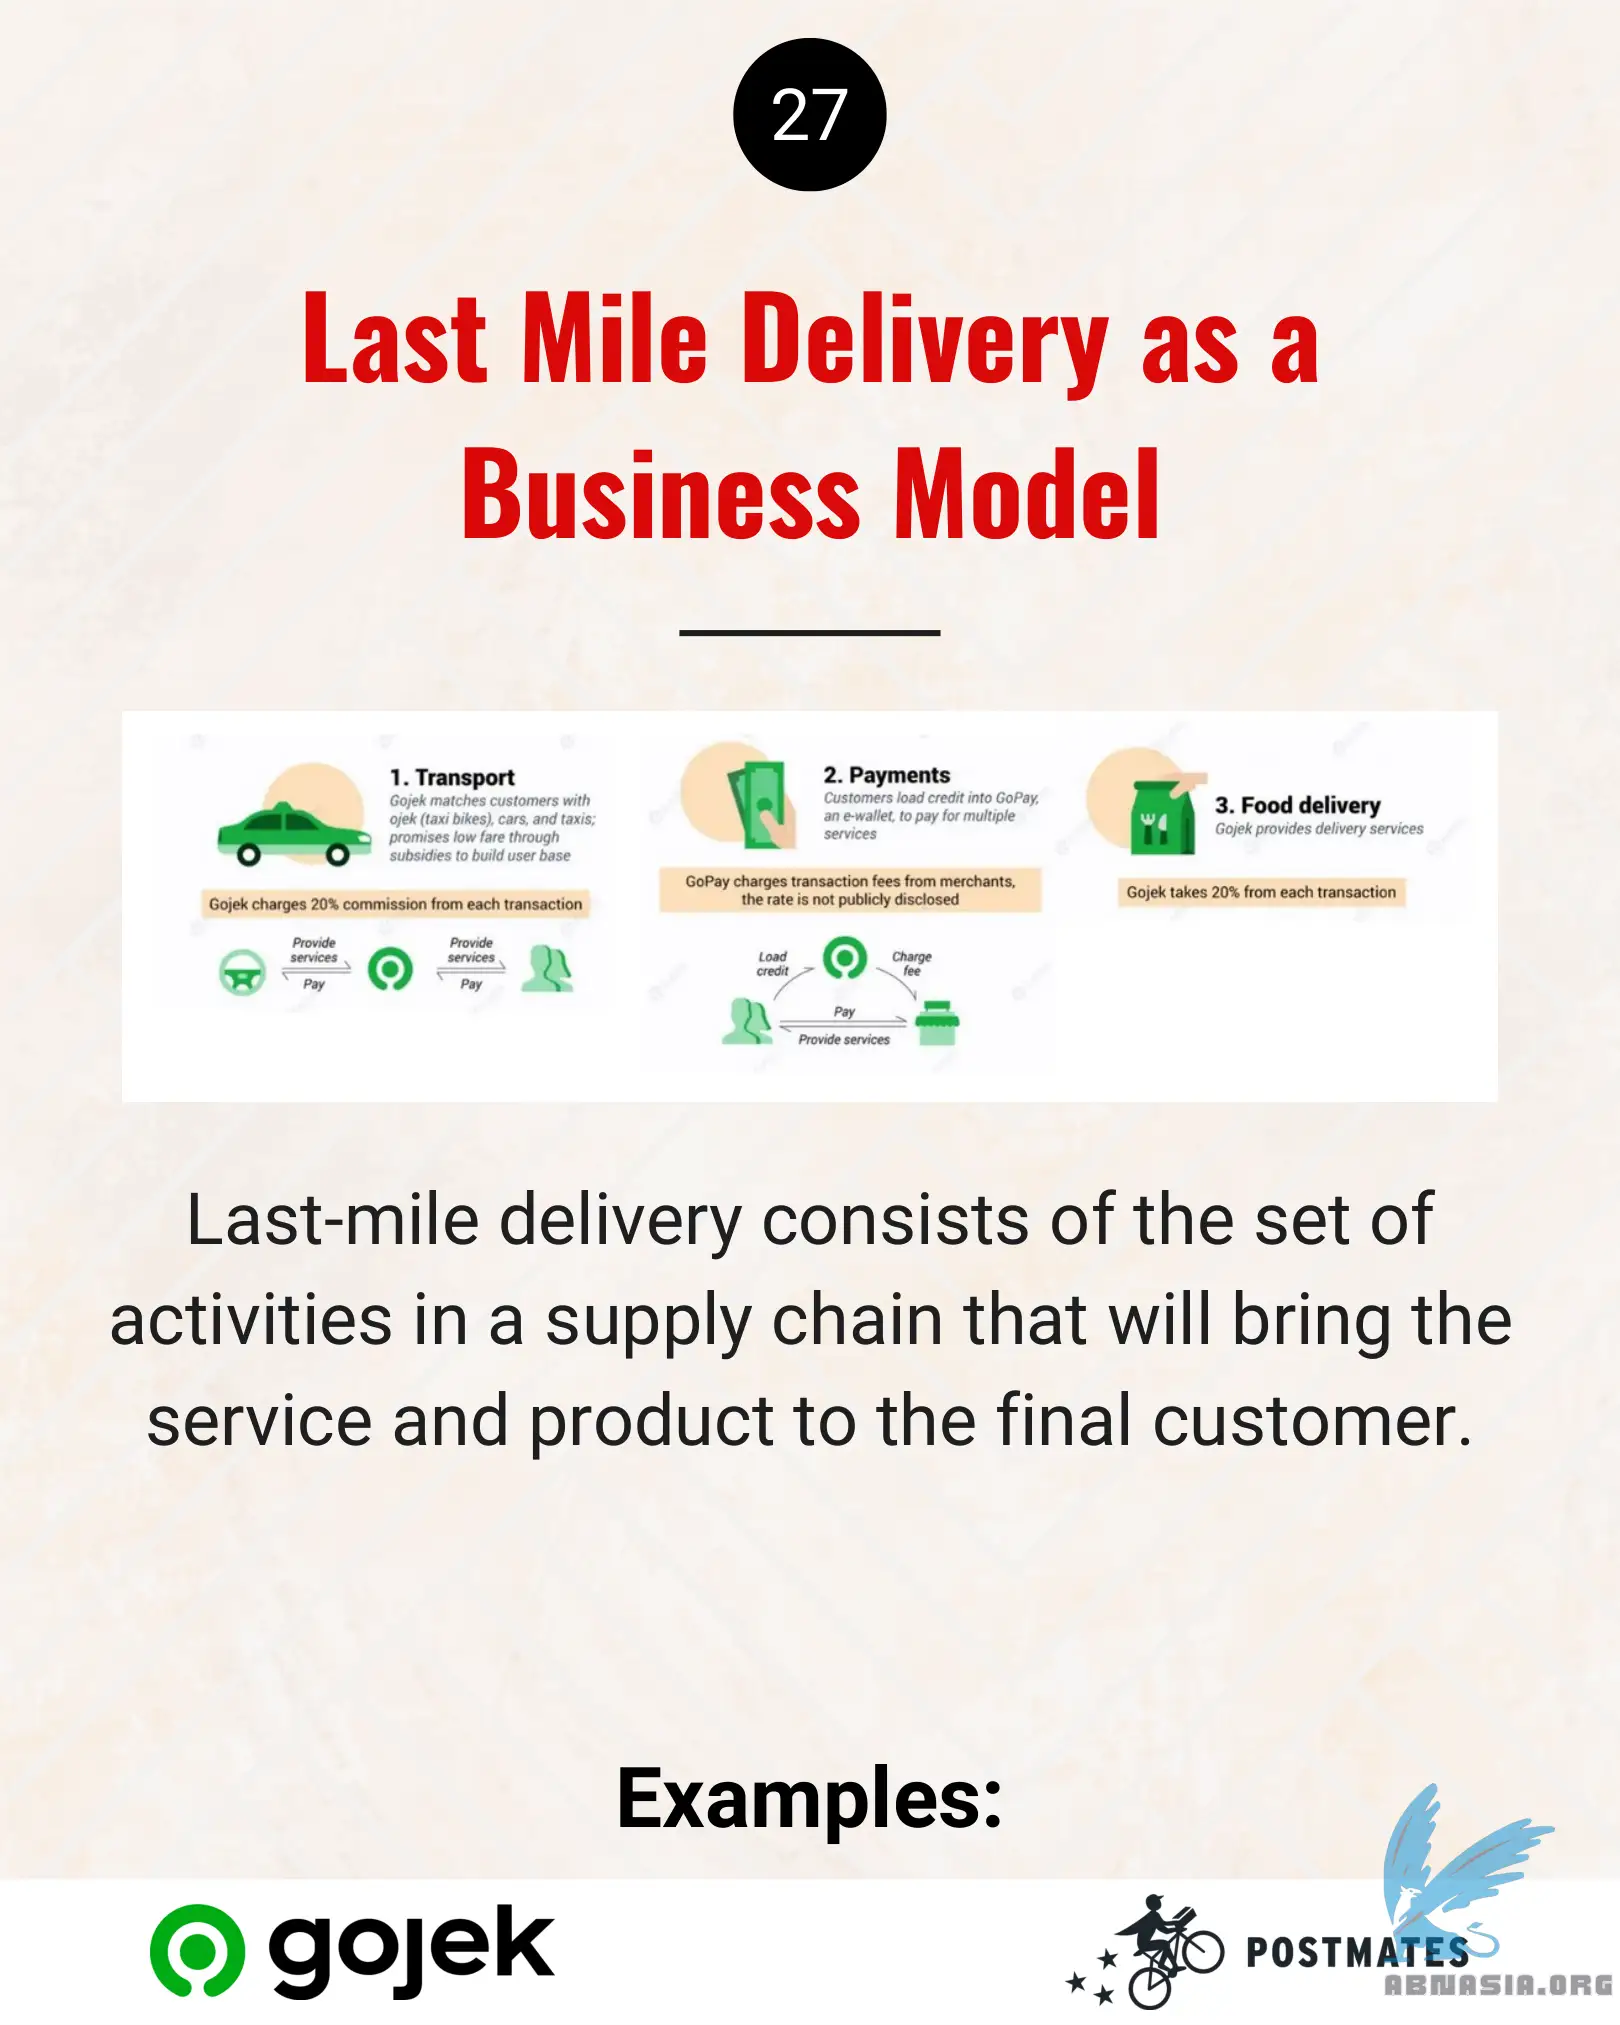 27
Last Mile Delivery as a
Business Model
1. Transport
Gojek matches customers with
ojek (taxi bikes), cars, and taxis;
promises low fare through
subsidies to build user base
Gojek charges 20% commission from each transaction
Provide
services
Pay
Provide
services
Pay
2. Payments
Customers load credit into GoPay,
an e-wallet, to pay for multiple
services
GoPay charges transaction fees from merchants,
the rate is not publicly disclosed
Load
credit
Charge
fee
Pay
Provide services
3. Food delivery
Gojek provides delivery services
Gojek takes 20% from each transaction
Last-mile delivery consists of the set of
activities in a supply chain that will bring the
service and product to the final customer.
Examples:
gojek
POSTMATES
ABNASIA.ORG